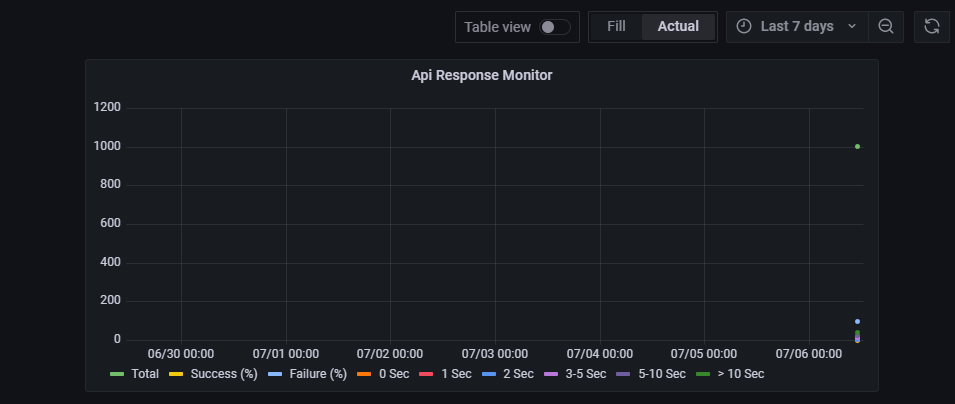 Table view Fill Actual Last 7 days
Api Response Monitor
1200
1000
800
600
400
200
0
06/30 00:00 07/01 00:00 07/02 00:00 07/03 00:00 07/04 00:00 07/05 00:00 07/06 00:00
Total Success (%) Failure (%) 0 Sec 1 Sec 2 Sec 3-5 Sec 5-10 Sec > 10 Sec